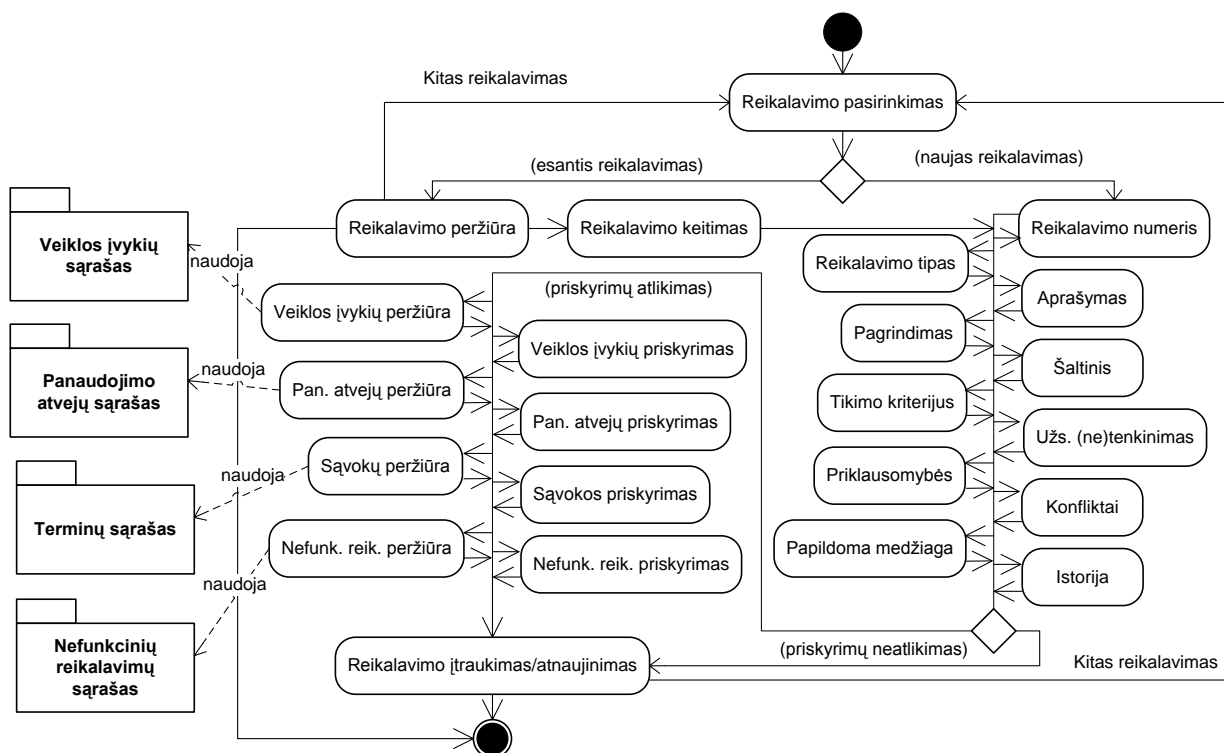 Kitas reikalavimas
Reikalavimo pasirinkimas
(esantis reikalavimas)
(naujas reikalavimas)
Veiklos įvykių
sąrašas
naudoja
Reikalavimo peržiūra
Reikalavimo keitimas
Reikalavimo numeris
Reikalavimo tipas
(priskyrimų atlikimas)
Aprašymas
Veiklos įvykių peržiūra
Pagrindimas
Veiklos įvykių priskyrimas
Šaltinis
Panaudojimo
atvejų sąrašas
naudoja
Pan. atvejų peržiūra
Tikimo kriterijus
Pan. atvejų priskyrimas
Užs. (ne)tenkinimas
Terminų sąrašas
naudoja
Sąvokų peržiūra
Priklausomybės
Sąvokos priskyrimas
Konfliktai
Nefunk. reik. peržiūra
Papildoma medžiaga
Nefunk. reik. priskyrimas
Istorija
naudoja
Nefunkcinių
reikalavimų
sąrašas
(priskyrimų neatlikimas)
Reikalavimo įtraukimas/atnaujinimas
Kitas reikalavimas